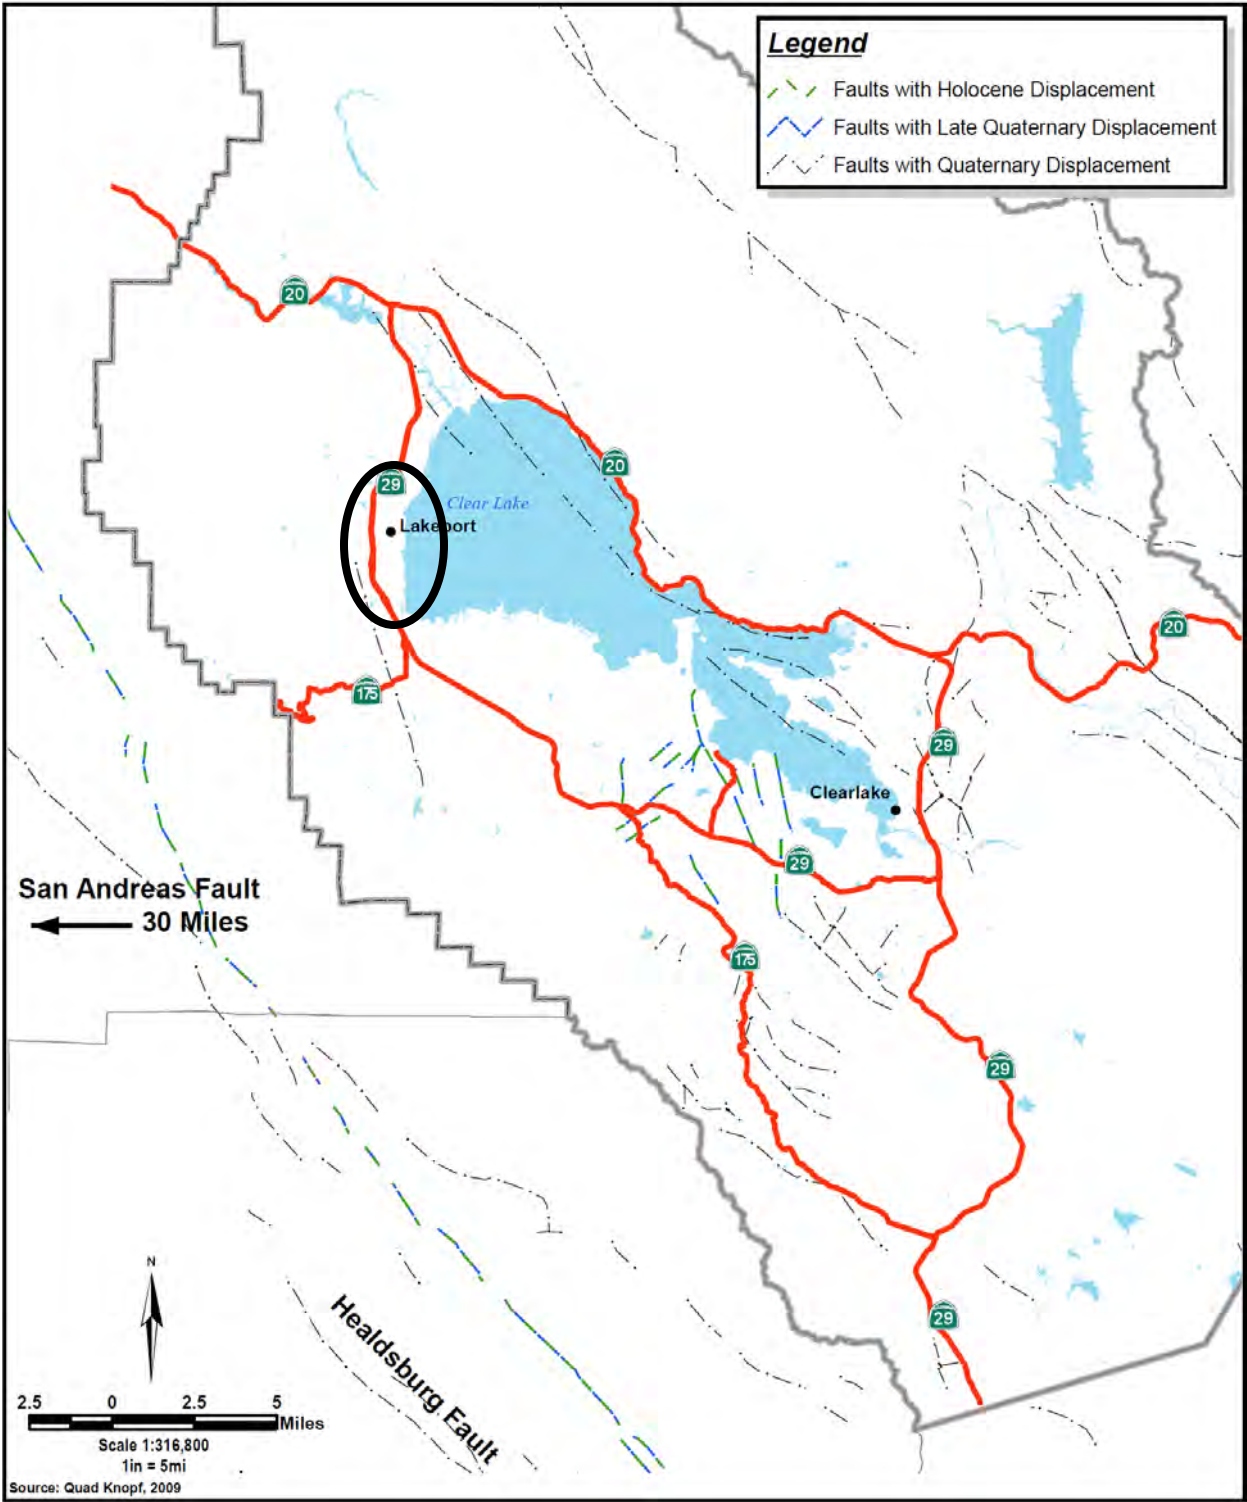 Legend
Faults with Holocene Displacement
Faults with Late Quaternary Displacement
Faults with Quaternary Displacement
20
20
29
Clear Lake
Lakeport
20
175
29
Clearlake
29
San Andreas Fault
30 Miles
175
29
N
Healdsburg Fault
29
2.5 0 2.5 5
Miles
Scale 1:316,800
1in = 5mi
Source: Quad Knopf, 2009